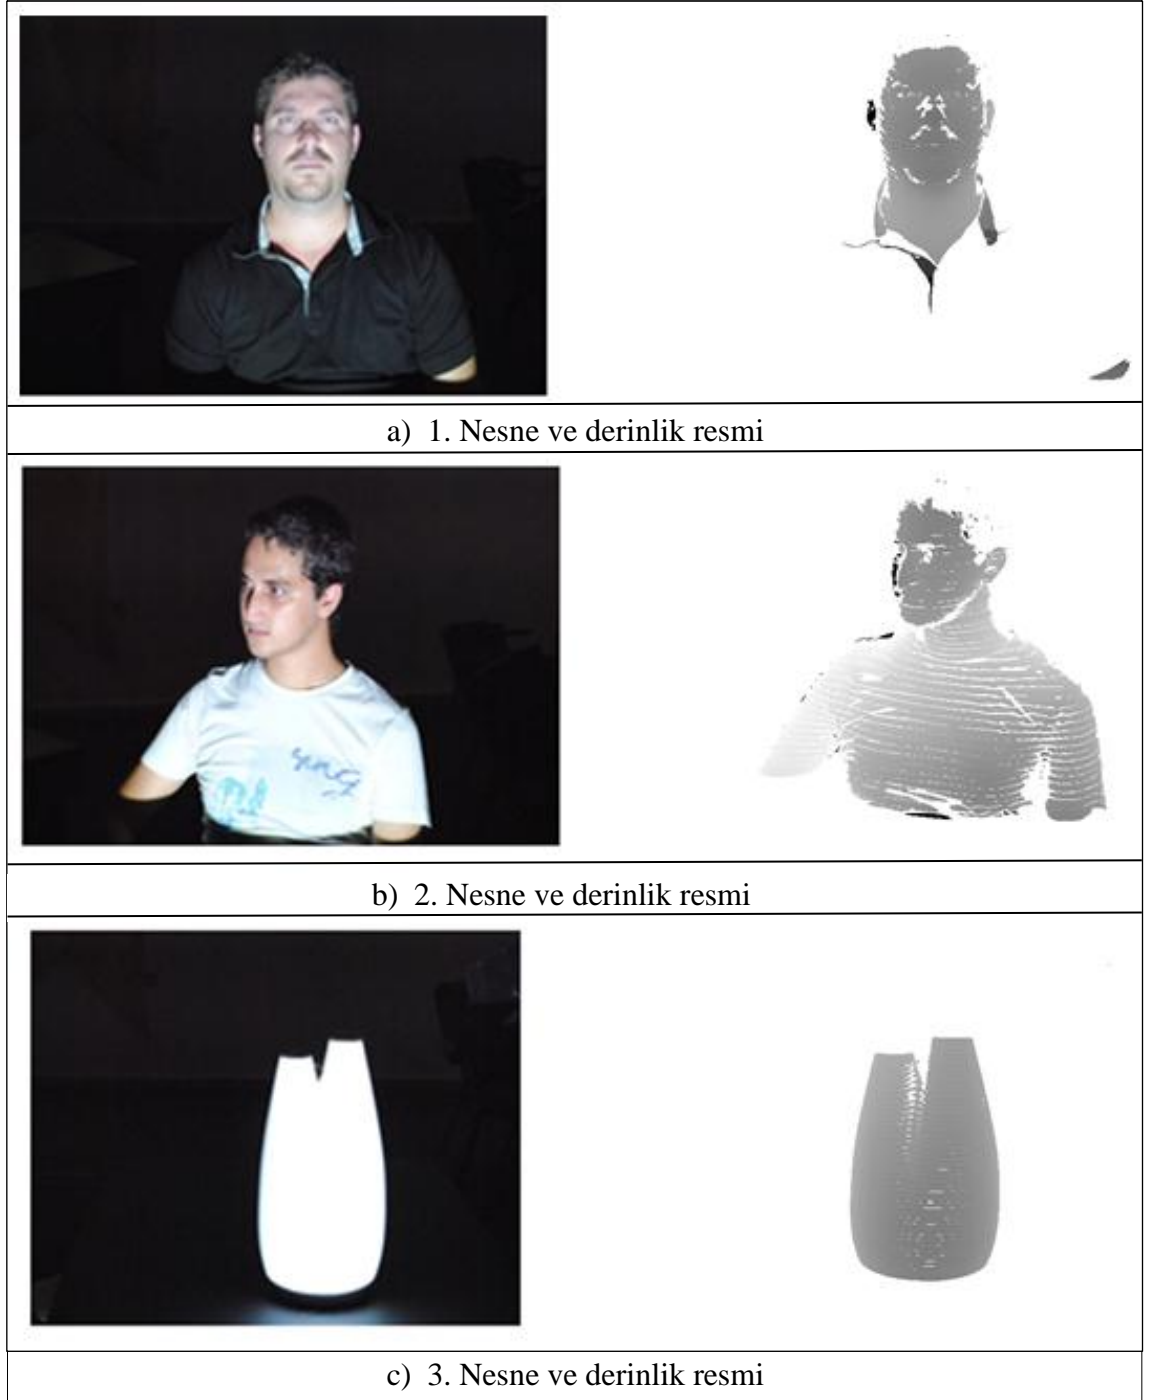 a) 1. Nesne ve derinlik resmi
b) 2. Nesne ve derinlik resmi
c) 3. Nesne ve derinlik resmi